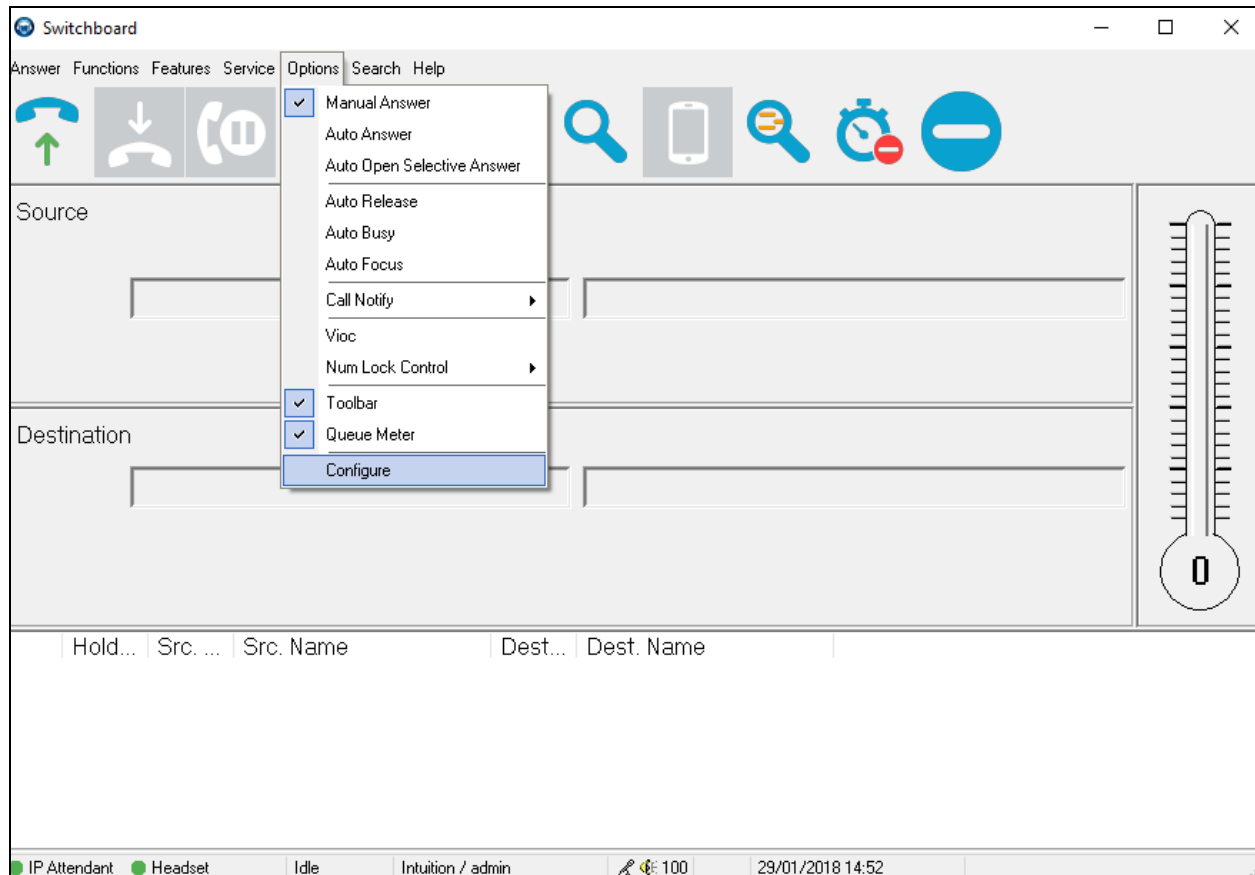 Switchboard
Answer Functions Features Service Options Search Help
Manual Answer
Auto Answer
Auto Open Selective Answer
Auto Release
Auto Busy
Auto Focus
Call Notify
Vioc
Num Lock Control
Toolbar
Queue Meter
Configure
Source
Destination
0
Hold... Src. ... Src. Name Dest... Dest. Name
IP Attendant Headset Idle Intuition / admin 100 29/01/2018 14:52